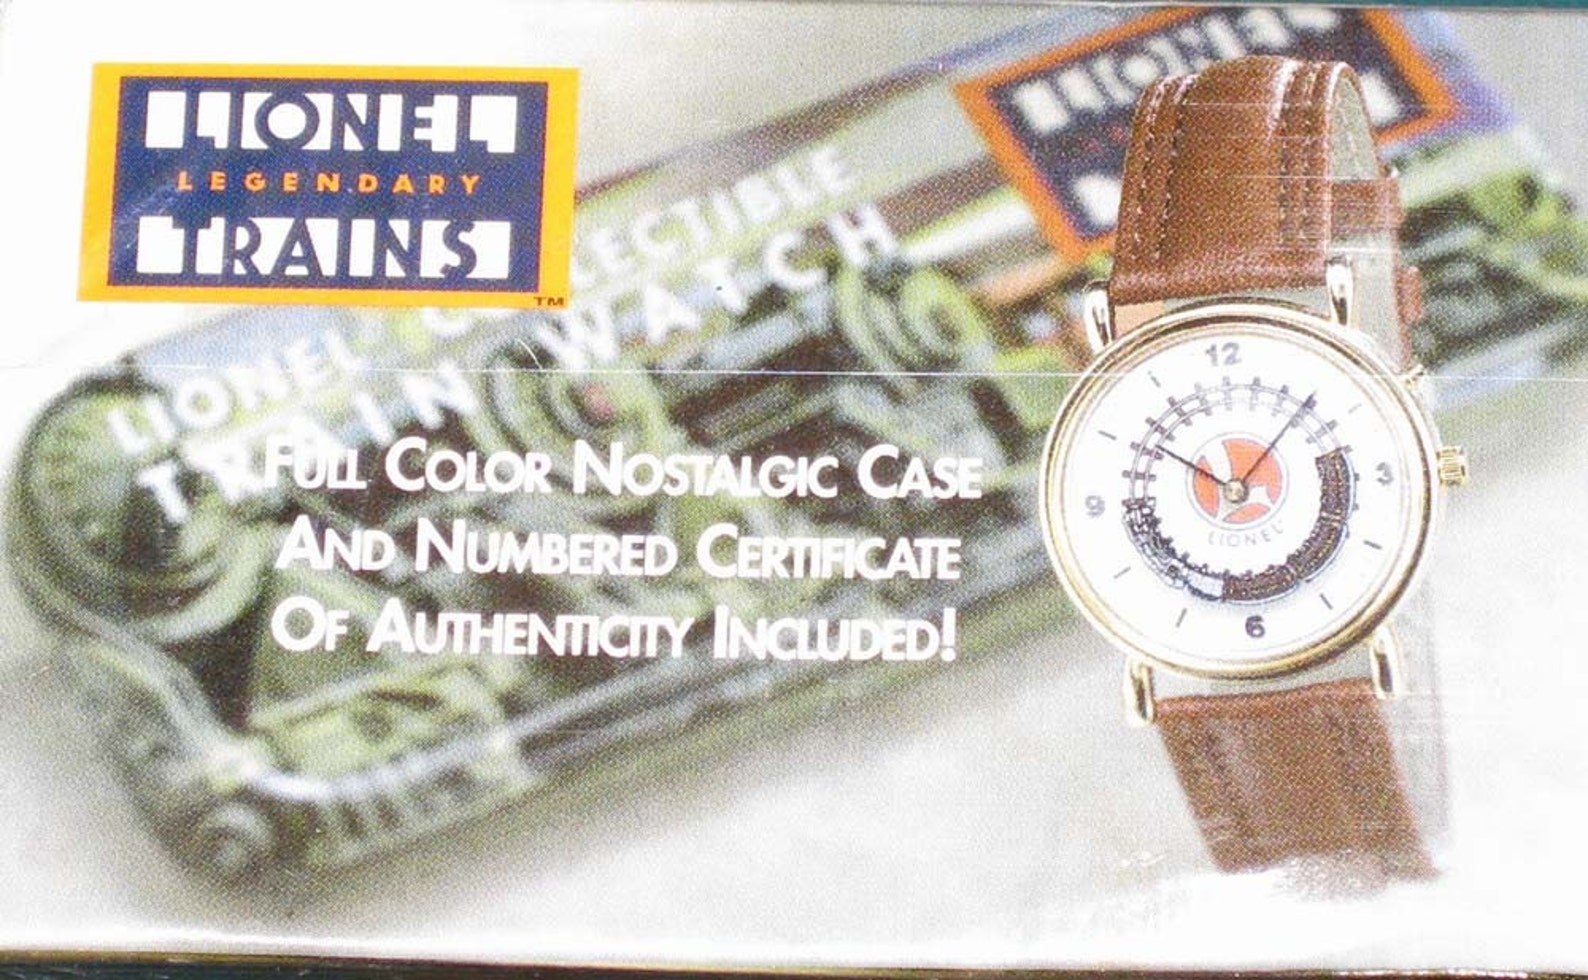 LIONEL
LEGENDARY
TRAINS
TM
LIONEL C LECTIBLE
TRAIN WATCH
FULL COLOR NOSTALGIC CASE
AND NUMBERED CERTIFICATE
OF AUTHENTICITY INCLUDED!
12
3
9
LIONEL
6